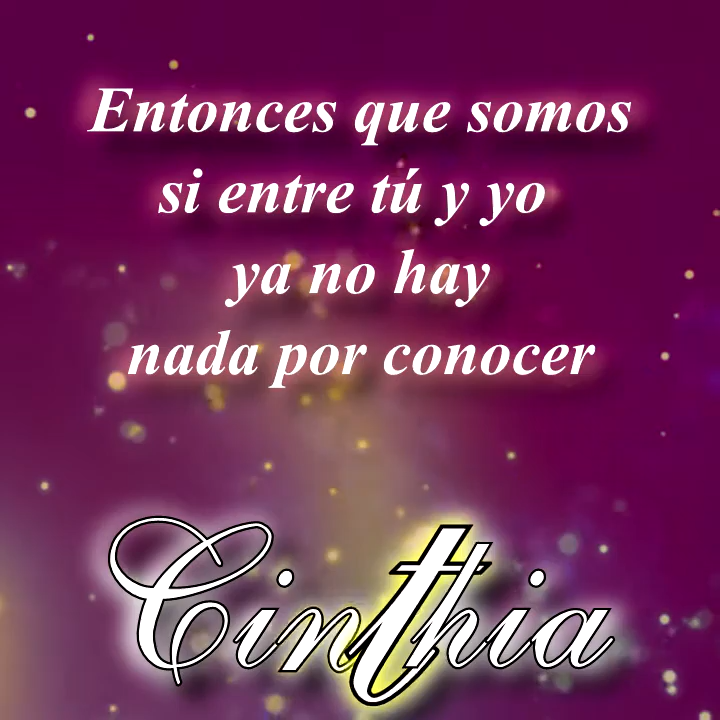 Entonces que somos
si entre tú y yo
ya no hay
nada por conocer
Cinthia